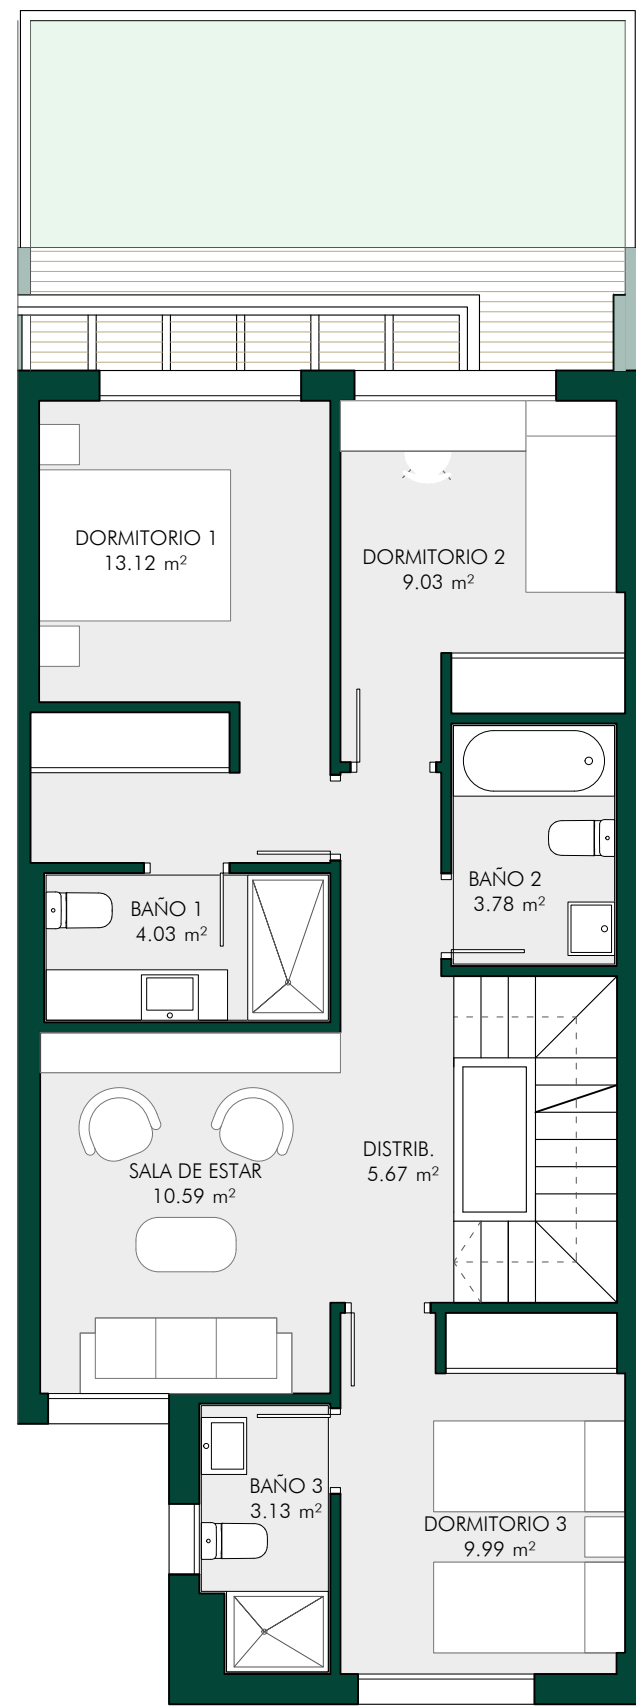 DORMITORIO 1
13.12 m²
DORMITORIO 2
9.03 m²
BAÑO 1
4.03 m²
BAÑO 2
3.78 m²
SALA DE ESTAR
10.59 m²
DISTRIB.
5.67 m²
BAÑO 3
3.13 m²
DORMITORIO 3
9.99 m²